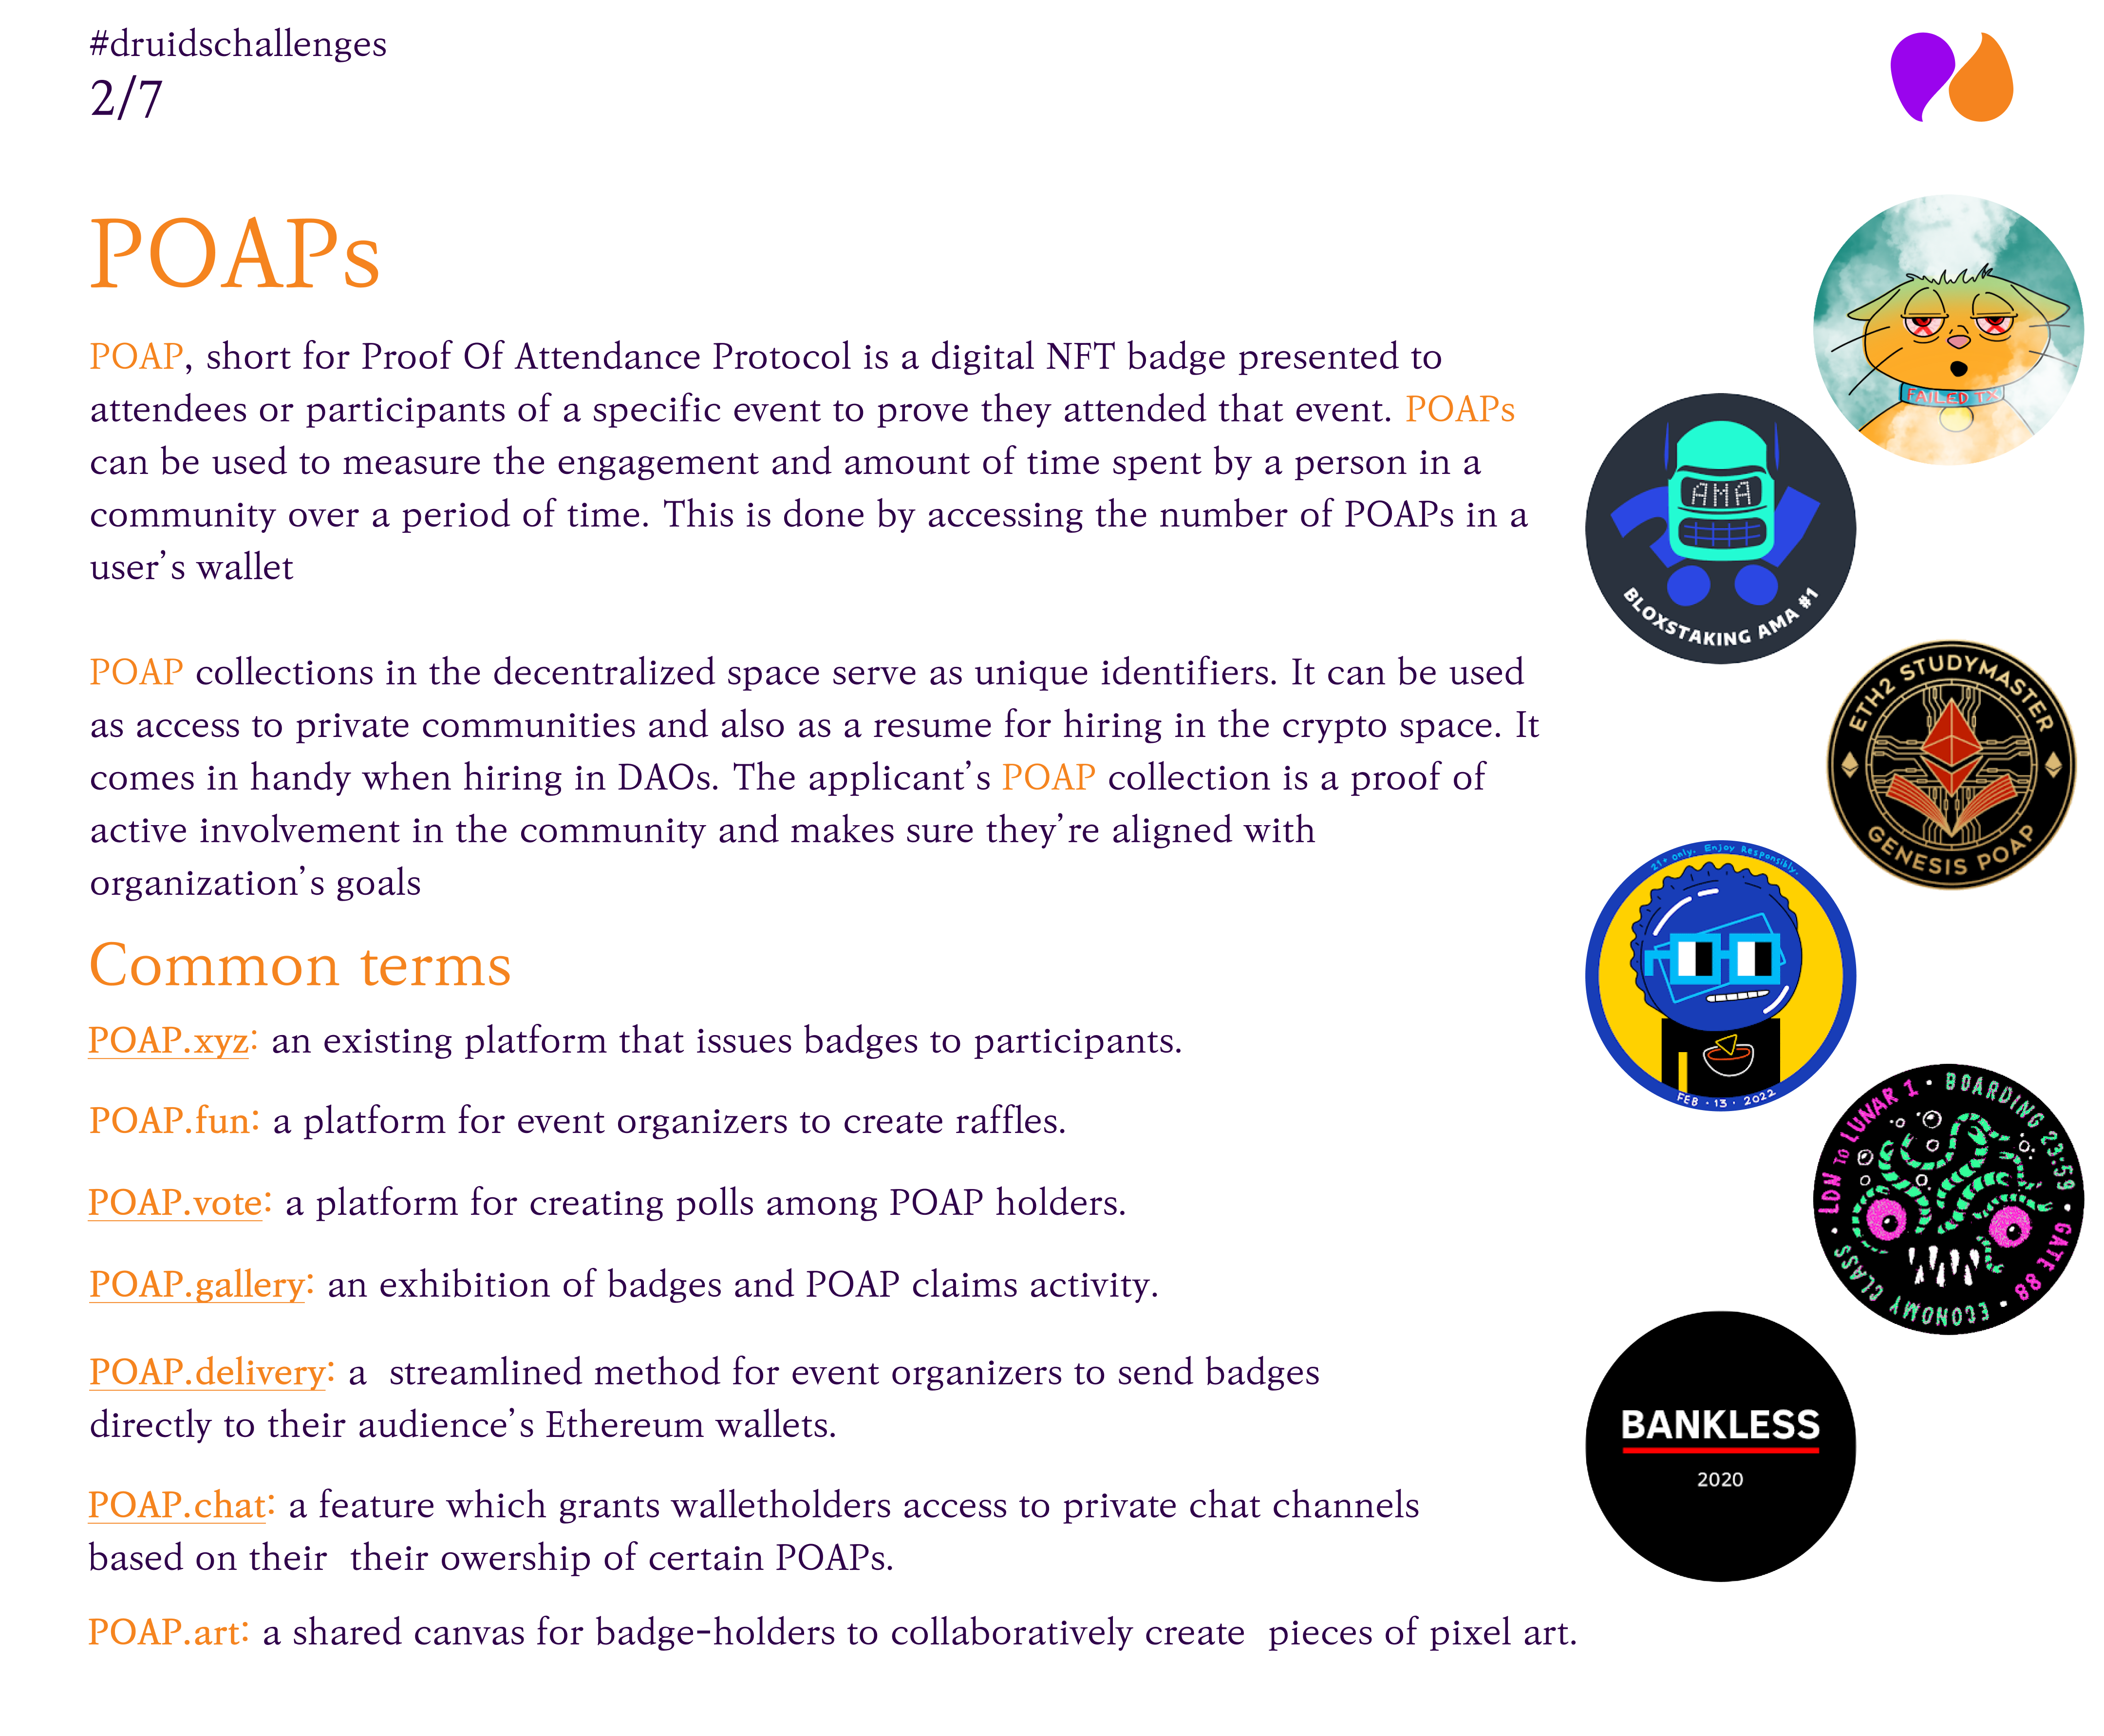 #druidschallenges
2/7
POAPs
POAP, short for Proof Of Attendance Protocol is a digital NFT badge presented to
attendees or participants of a specific event to prove they attended that event. POAPs
can be used to measure the engagement and amount of time spent by a person in a
community over a period of time. This is done by accessing the number of POAPs in a
user's wallet
POAP collections in the decentralized space serve as unique identifiers. It can be used
as access to private communities and also as a resume for hiring in the crypto space. It
comes in handy when hiring in DAOs. The applicant's POAP collection is a proof of
active involvement in the community and makes sure they're aligned with
organization's goals
Common terms
POAP.xyz: an existing platform that issues badges to participants.
POAP.fun: a platform for event organizers to create raffles.
POAP.vote: a platform for creating polls among POAP holders.
POAP.gallery: an exhibition of badges and POAP claims activity.
POAP.delivery: a  streamlined method for event organizers to send badges
directly to their audience's Ethereum wallets.
POAP.chat: a feature which grants walletholders access to private chat channels
based on their  their owership of certain POAPs.
POAP.art: a shared canvas for badge-holders to collaboratively create  pieces of pixel art.
FAILED TX
AMA
BLOXSTAKING AMA #1
ETH2 STUDYMASTER
GENESIS POAP
21+ only. Enjoy Responsibly.
FEB · 13 · 2022
LDN TO LUNAR 1 · BOARDING 23:59 · GATE 88 · ECONOMY CLASS ·
BANKLESS
2020